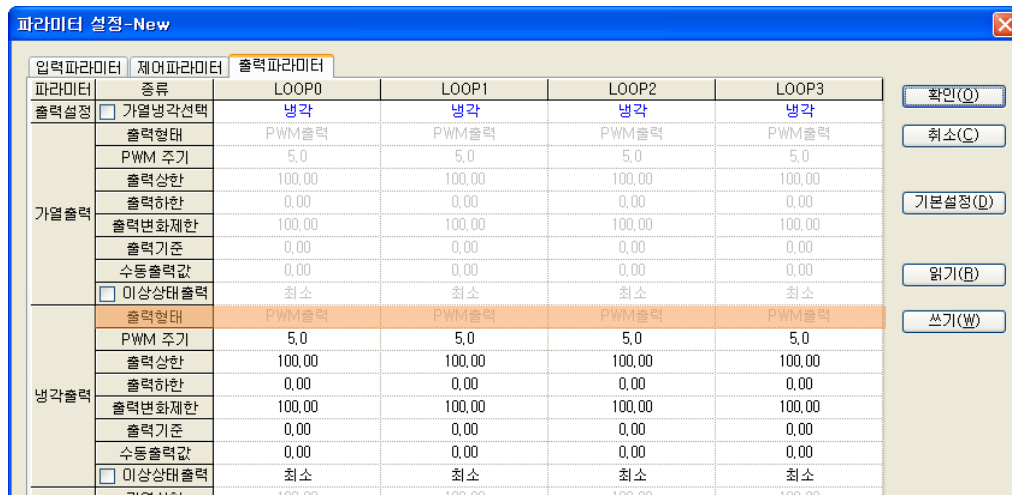 파라미터 설정-New
입력파라미터 제어파라미터 출력파라미터
파라미터 종류 LOOP0 LOOP1 LOOP2 LOOP3
확인(O)
출력설정 가열냉각선택 냉각 냉각 냉각 냉각
가열출력
출력형태 PWM출력 PWM출력 PWM출력 PWM출력
취소(C)
PWM 주기 5,0 5,0 5,0 5,0
출력상한 100,00 100,00 100,00 100,00
출력하한 0,00 0,00 0,00 0,00
기본설정(D)
출력변화제한 100,00 100,00 100,00 100,00
출력기준 0,00 0,00 0,00 0,00
수동출력값 0,00 0,00 0,00 0,00
읽기(R)
이상상태출력 최소 최소 최소 최소
냉각출력
출력형태 PWM출력 PWM출력 PWM출력 PWM출력
쓰기(W)
PWM 주기 5,0 5,0 5,0 5,0
출력상한 100,00 100,00 100,00 100,00
출력하한 0,00 0,00 0,00 0,00
출력변화제한 100,00 100,00 100,00 100,00
출력기준 0,00 0,00 0,00 0,00
수동출력값 0,00 0,00 0,00 0,00
이상상태출력 최소 최소 최소 최소